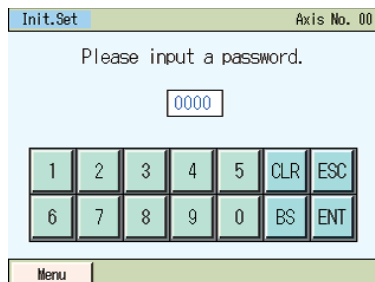 Init.Set Axis No. 00
Please input a password.
0000
1 2 3 4 5 CLR ESC
6 7 8 9 0 BS ENT
Menu